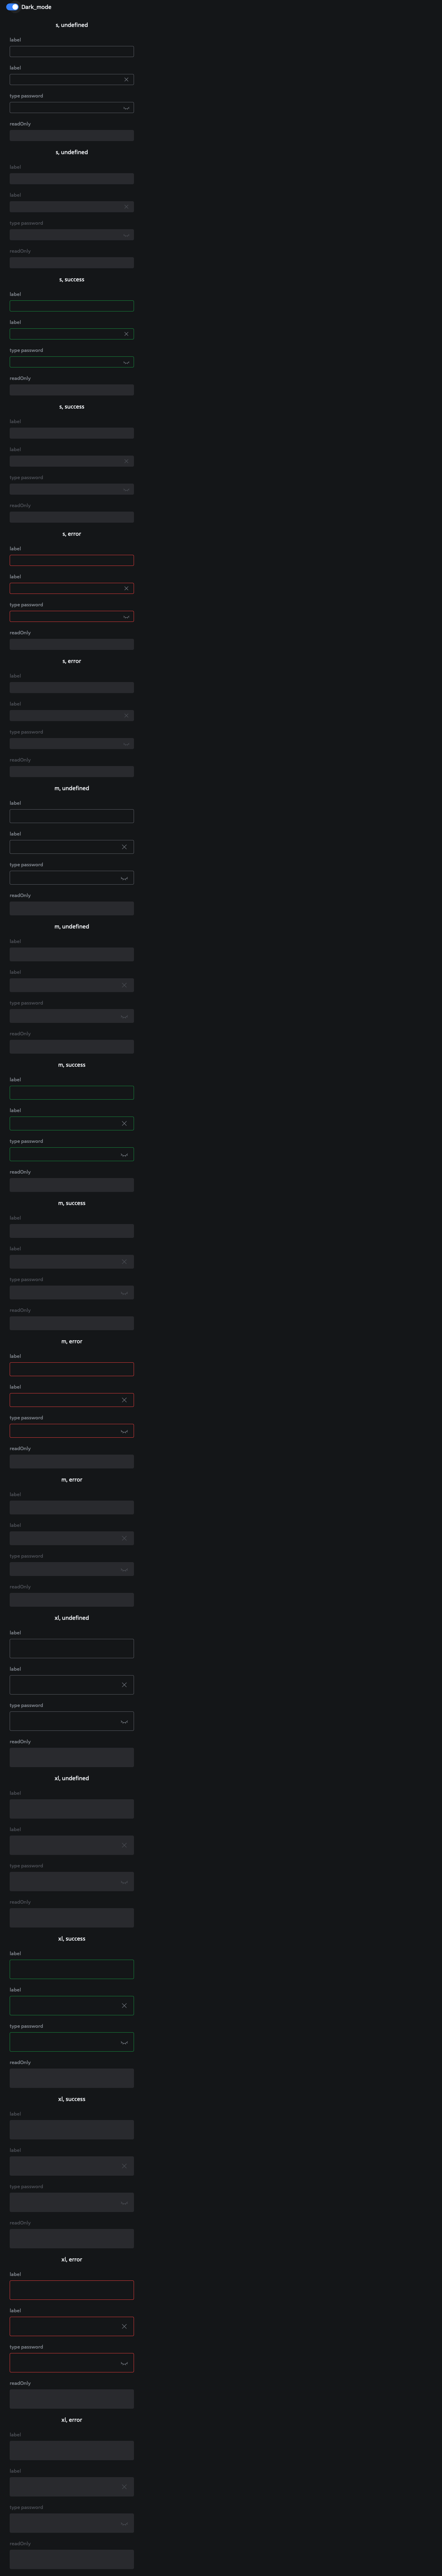 Dark_mode
s, undefined
label
label
type password
readOnly
s, undefined
label
label
type password
readOnly
s, success
label
label
type password
readOnly
s, success
label
label
type password
readOnly
s, error
label
label
type password
readOnly
s, error
label
label
type password
readOnly
m, undefined
label
label
type password
readOnly
m, undefined
label
label
type password
readOnly
m, success
label
label
type password
readOnly
m, success
label
label
type password
readOnly
m, error
label
label
type password
readOnly
m, error
label
label
type password
readOnly
xl, undefined
label
label
type password
readOnly
xl, undefined
label
label
type password
readOnly
xl, success
label
label
type password
readOnly
xl, success
label
label
type password
readOnly
xl, error
label
label
type password
readOnly
xl, error
label
label
type password
readOnly